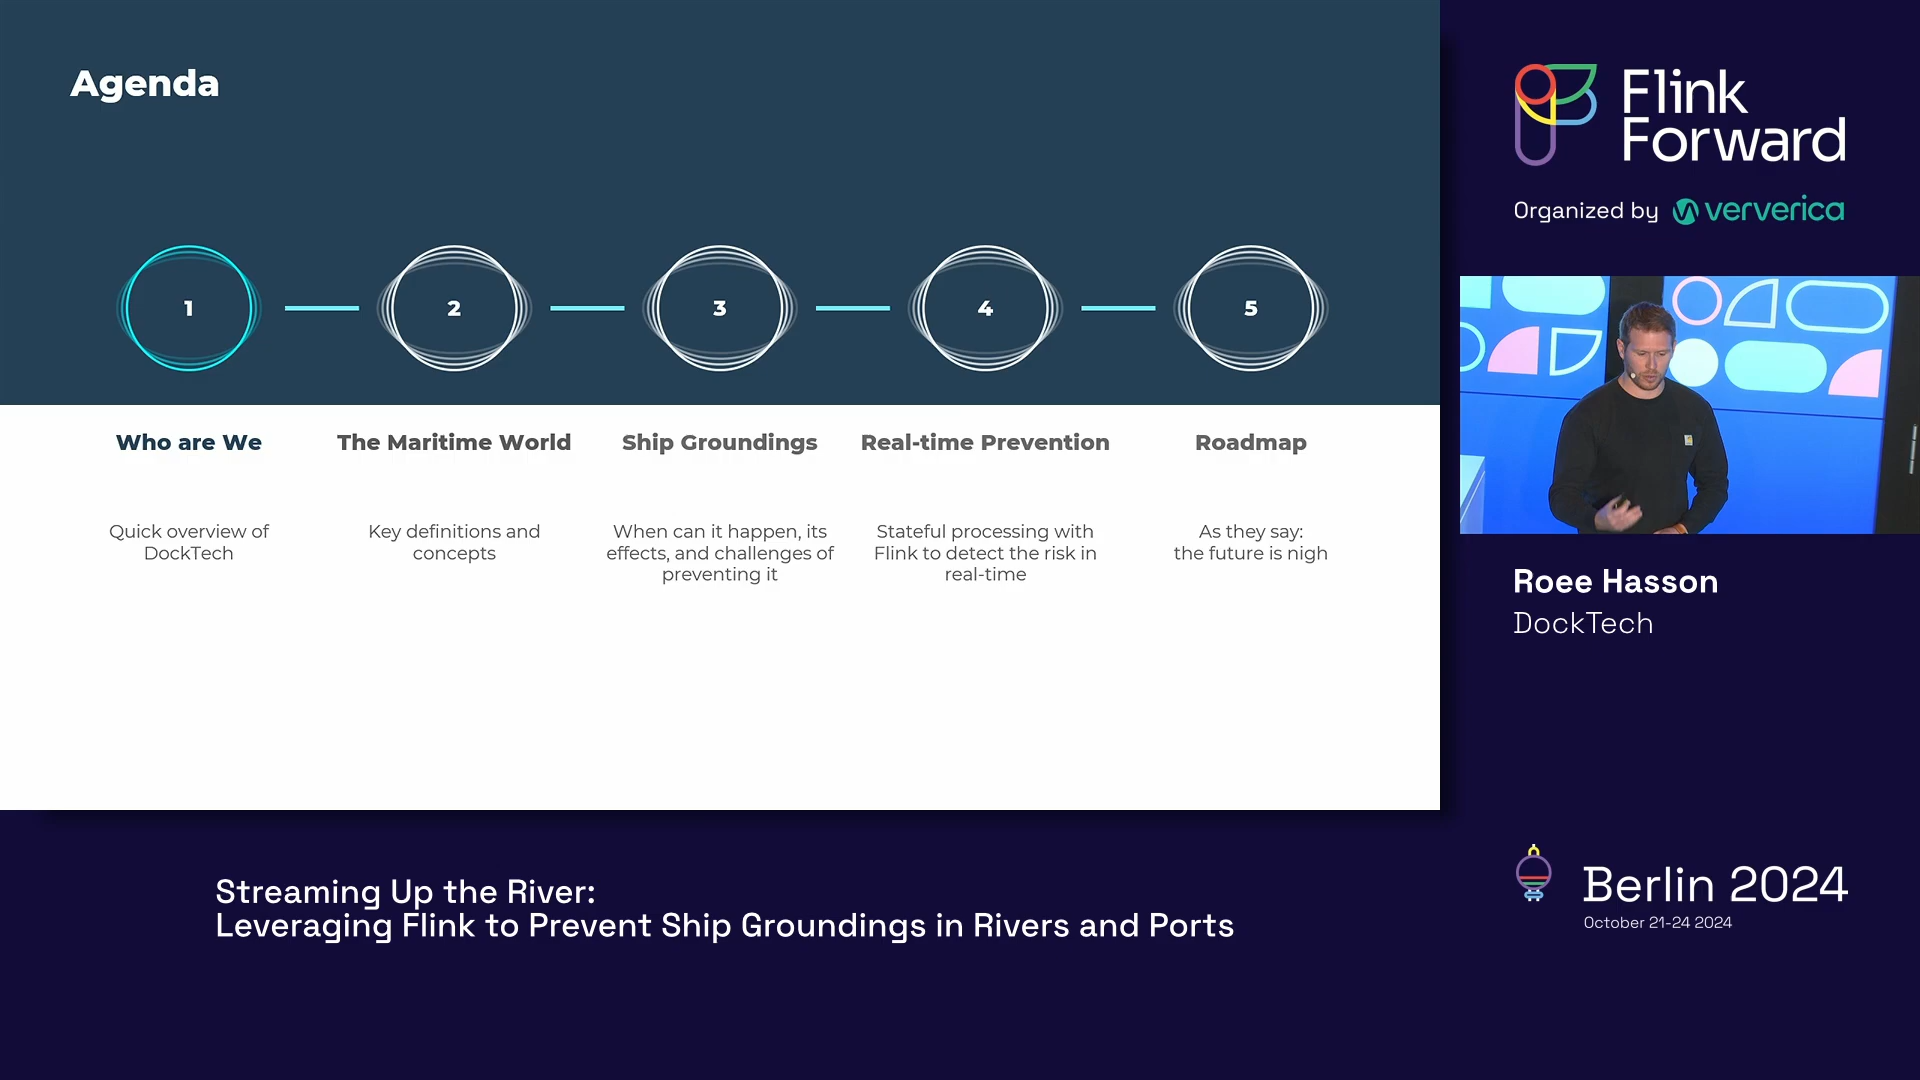 Agenda
1
2
3
4
5
Who are We
The Maritime World
Ship Groundings
Real-time Prevention
Roadmap
Quick overview of
DockTech
Key definitions and
concepts
When can it happen, its
effects, and challenges of
preventing it
Stateful processing with
Flink to detect the risk in
real-time
As they say:
the future is nigh
Flink
Forward
Organized by ververica
Roee Hasson
DockTech
Streaming Up the River:
Leveraging Flink to Prevent Ship Groundings in Rivers and Ports
Berlin 2024
October 21-24 2024